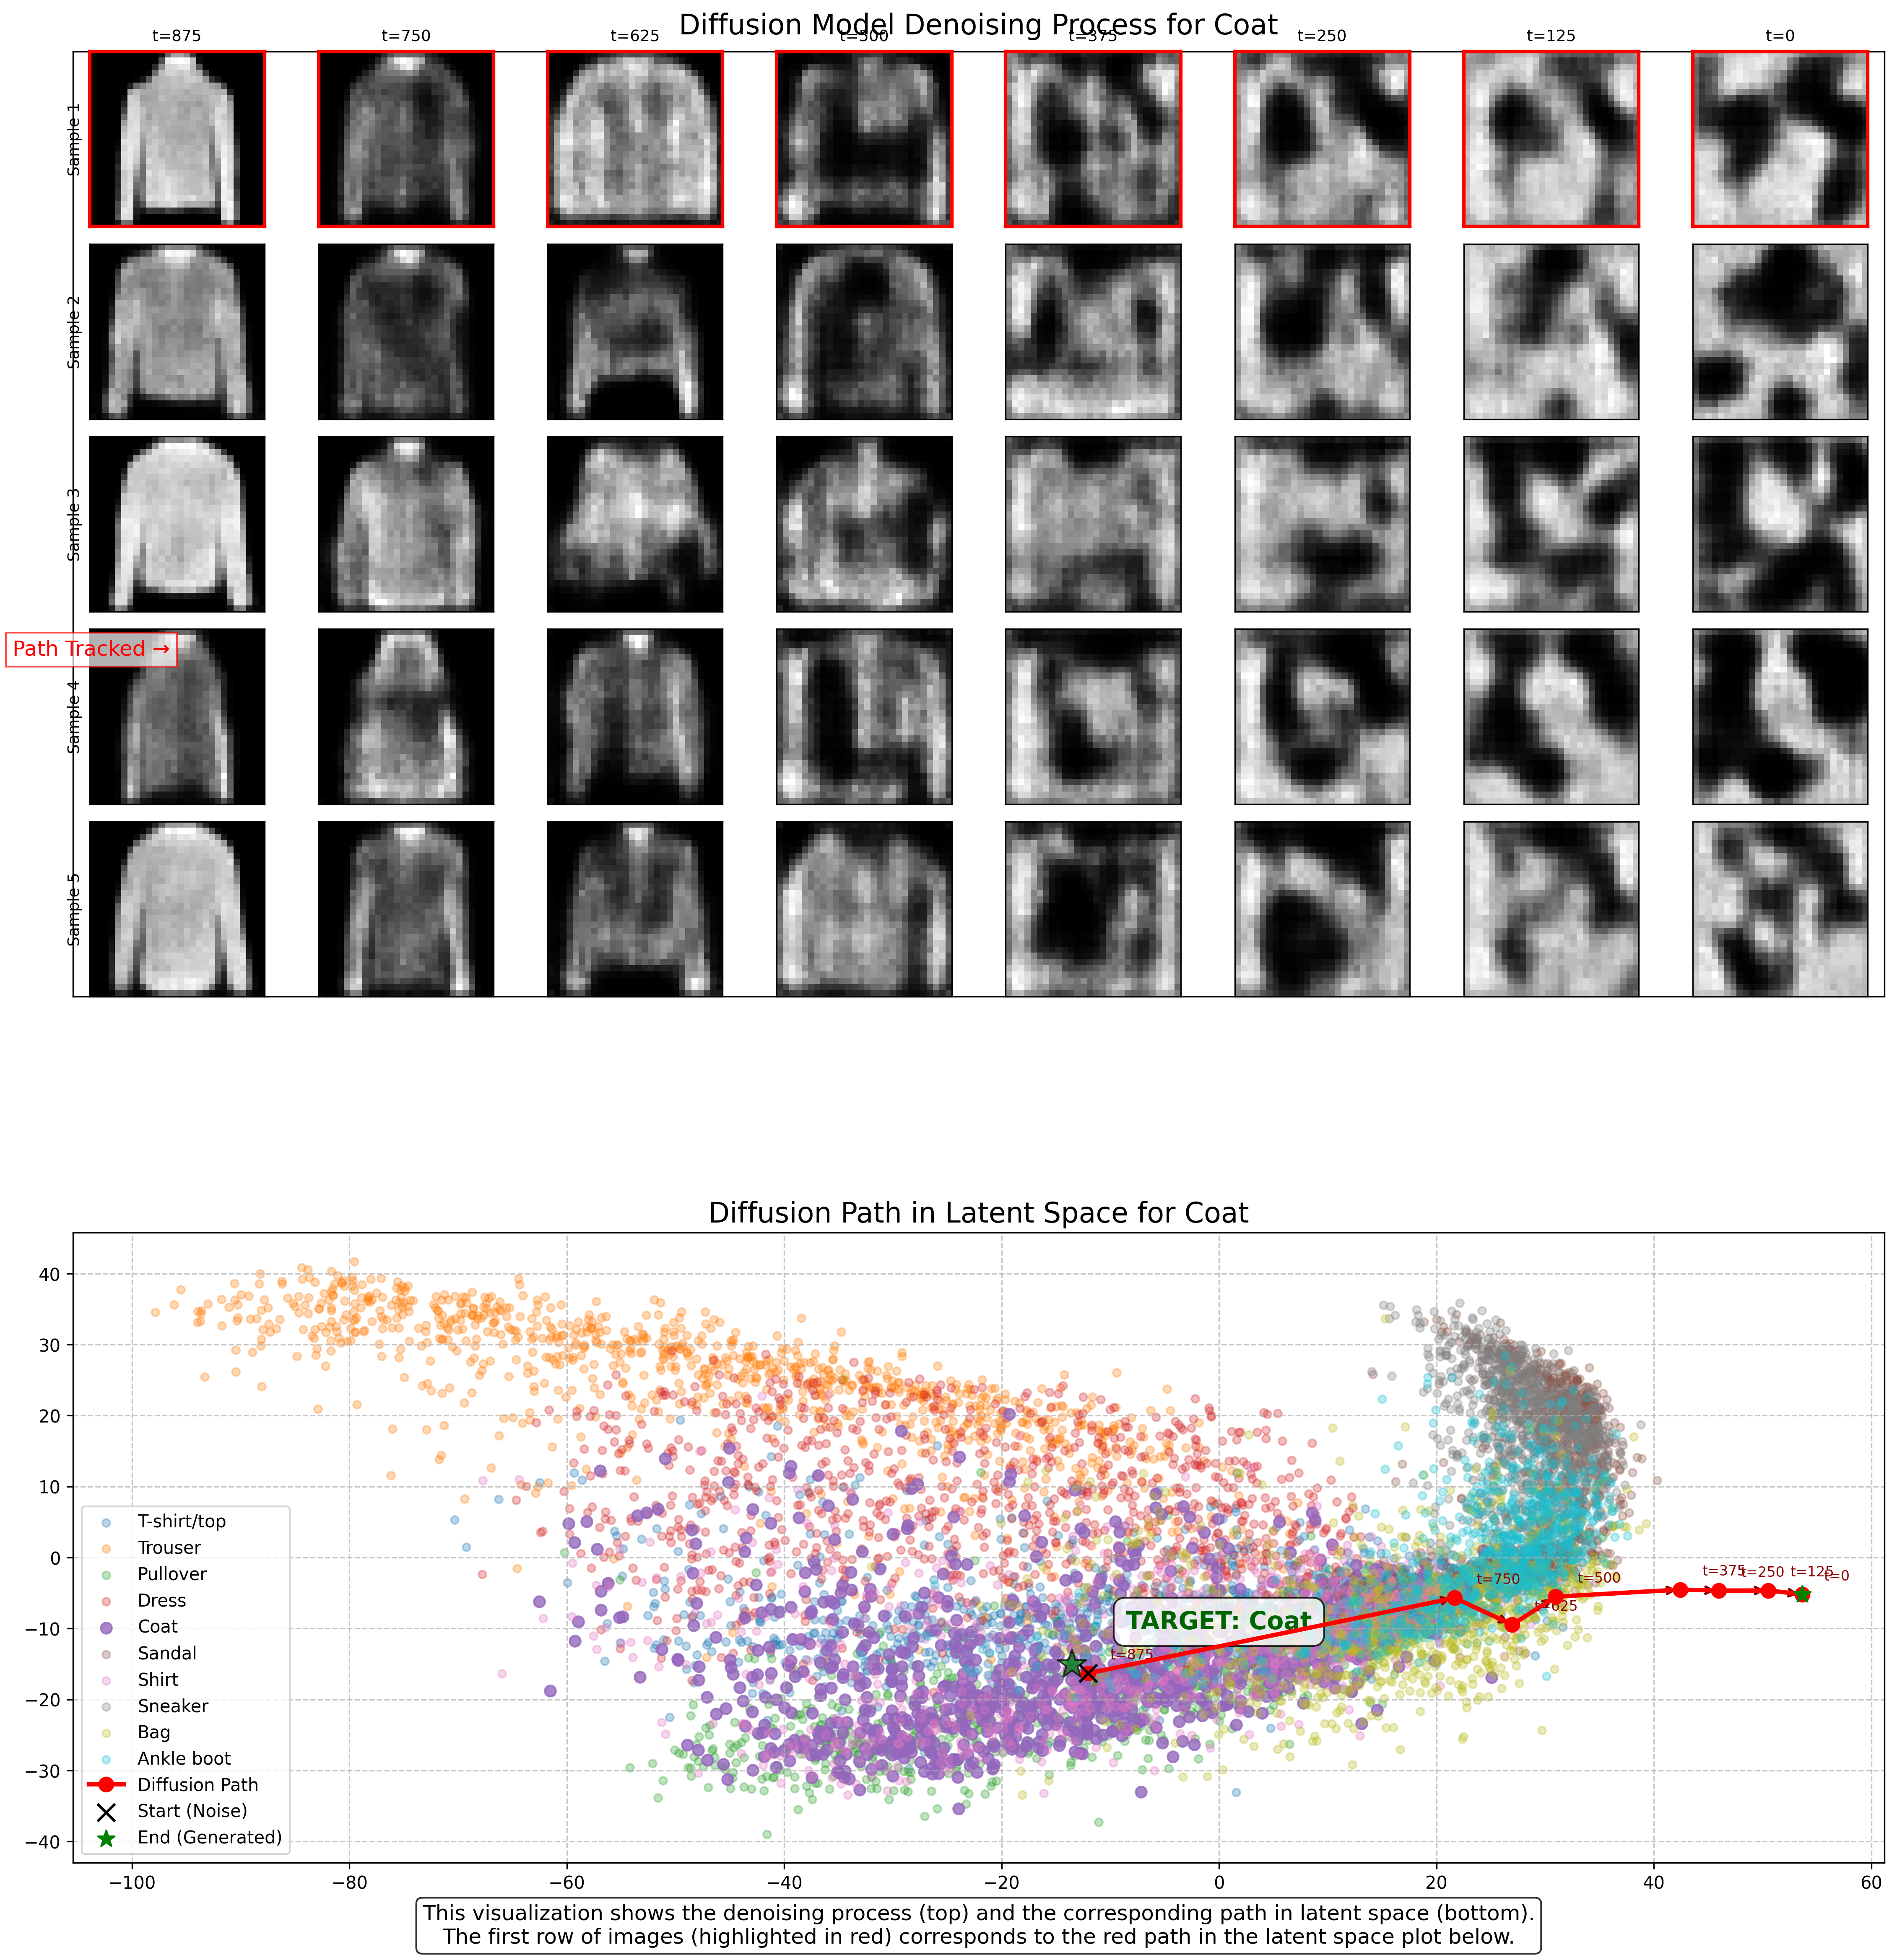 Diffusion Model Denoising Process for Coat
t=875 t=750 t=625 t=500 t=375 t=250 t=125 t=0
Sample 1
Sample 2
Sample 3
Path Tracked →
Sample 4
Sample 5
Diffusion Path in Latent Space for Coat
40
30
20
10
0
−10
−20
−30
−40
T-shirt/top
Trouser
Pullover
Dress
Coat
Sandal
Shirt
Sneaker
Bag
Ankle boot
Diffusion Path
Start (Noise)
End (Generated)
TARGET: Coat
t=875
t=750
t=625
t=500
t=375
t=250
t=125
t=0
−100 −80 −60 −40 −20 0 20 40 60
This visualization shows the denoising process (top) and the corresponding path in latent space (bottom).
The first row of images (highlighted in red) corresponds to the red path in the latent space plot below.